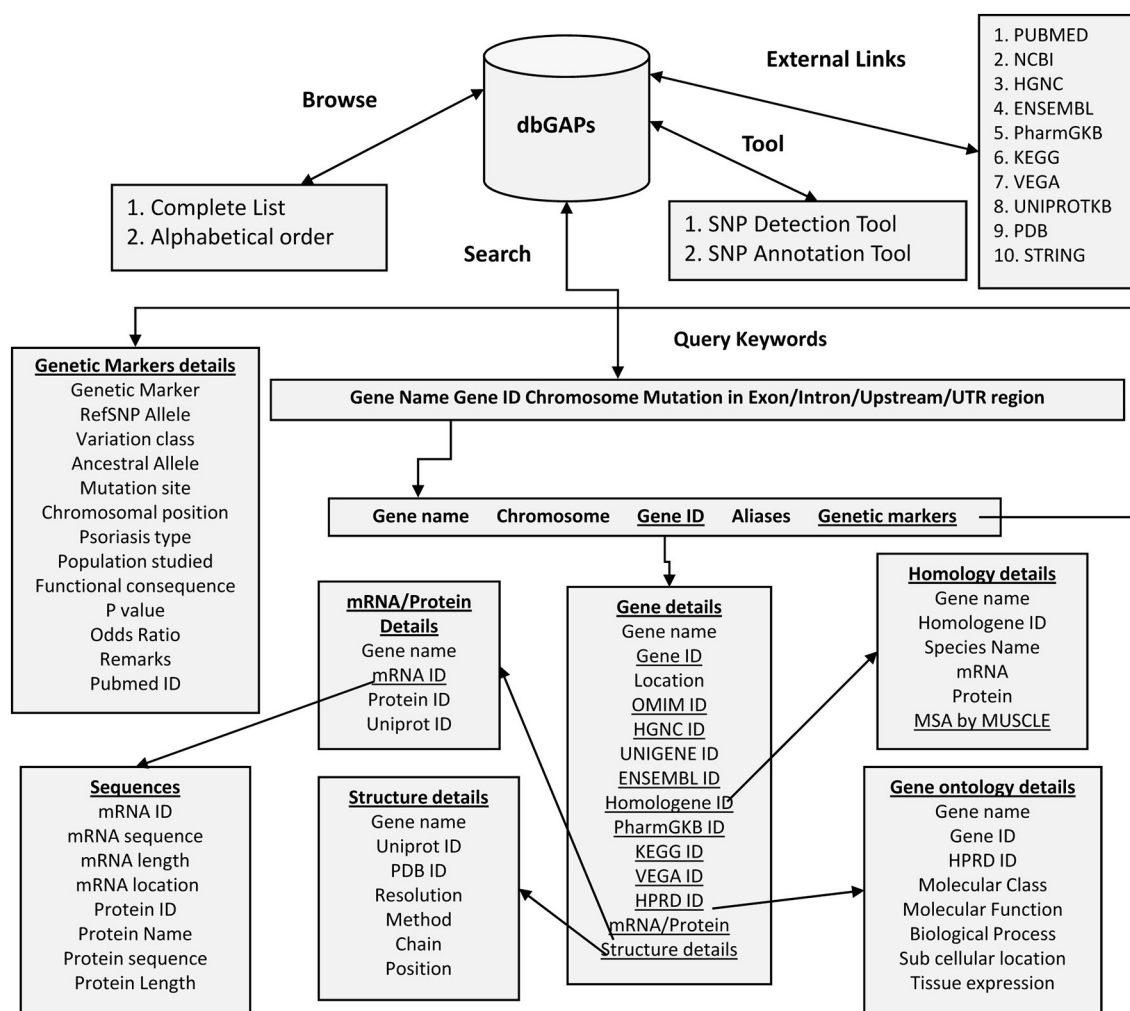 Browse
dbGAPs
External Links
Tool
Search
1. PUBMED
2. NCBI
3. HGNC
4. ENSEMBL
5. PharmGKB
6. KEGG
7. VEGA
8. UNIPROTKB
9. PDB
10. STRING
1. Complete List
2. Alphabetical order
1. SNP Detection Tool
2. SNP Annotation Tool
Query Keywords
Genetic Markers details
Genetic Marker
RefSNP Allele
Variation class
Ancestral Allele
Mutation site
Chromosomal position
Psoriasis type
Population studied
Functional consequence
P value
Odds Ratio
Remarks
Pubmed ID
Gene Name Gene ID Chromosome Mutation in Exon/Intron/Upstream/UTR region
Gene name Chromosome Gene ID Aliases Genetic markers
mRNA/Protein
Details
Gene name
mRNA ID
Protein ID
Uniprot ID
Gene details
Gene name
Gene ID
Location
OMIM ID
HGNC ID
UNIGENE ID
ENSEMBL ID
Homologene ID
PharmGKB ID
KEGG ID
VEGA ID
HPRD ID
mRNA/Protein
Structure details
Homology details
Gene name
Homologene ID
Species Name
mRNA
Protein
MSA by MUSCLE
Sequences
mRNA ID
mRNA sequence
mRNA length
mRNA location
Protein ID
Protein Name
Protein sequence
Protein Length
Structure details
Gene name
Uniprot ID
PDB ID
Resolution
Method
Chain
Position
Gene ontology details
Gene name
Gene ID
HPRD ID
Molecular Class
Molecular Function
Biological Process
Sub cellular location
Tissue expression